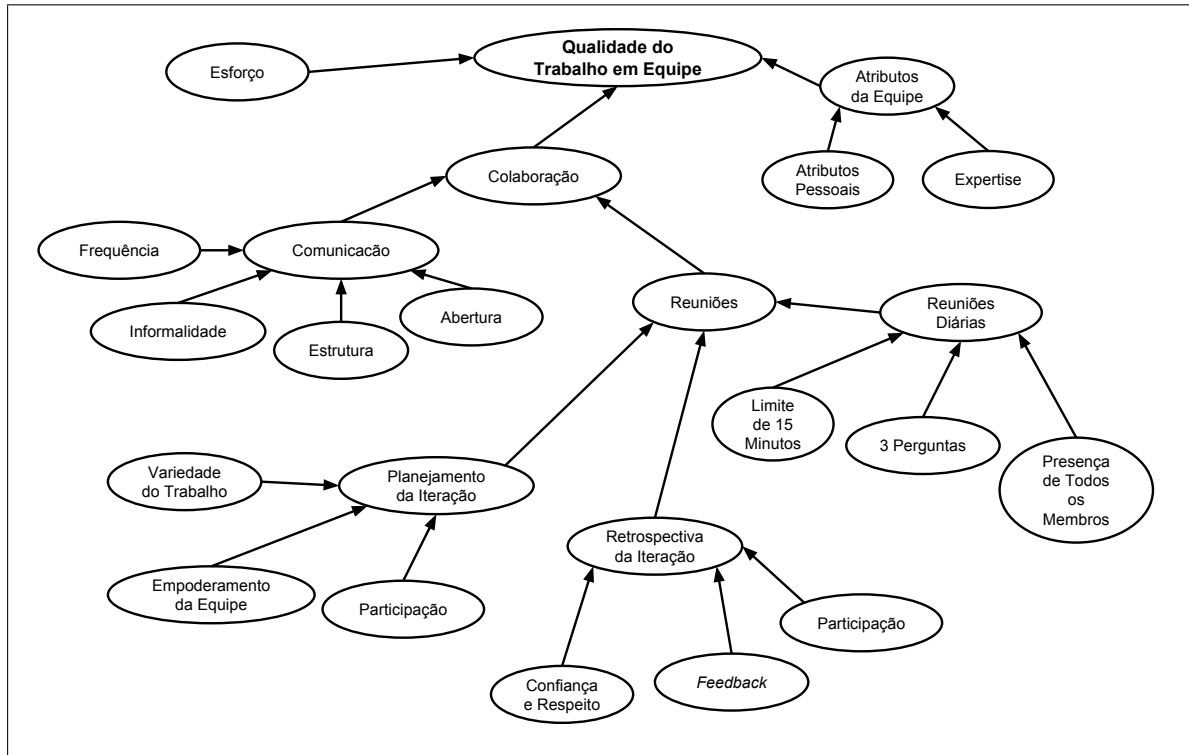 Qualidade do
Trabalho em Equipe
Esforço
Atributos
da Equipe
Atributos
Pessoais
Expertise
Colaboração
Frequência
Comunicacão
Informalidade
Estrutura
Abertura
Reuniões
Reuniões
Diárias
Limite
de 15
Minutos
3 Perguntas
Presença
de Todos
os
Membros
Variedade
do Trabalho
Planejamento
da Iteração
Empoderamento
da Equipe
Participação
Retrospectiva
da Iteração
Confiança
e Respeito
Feedback
Participação